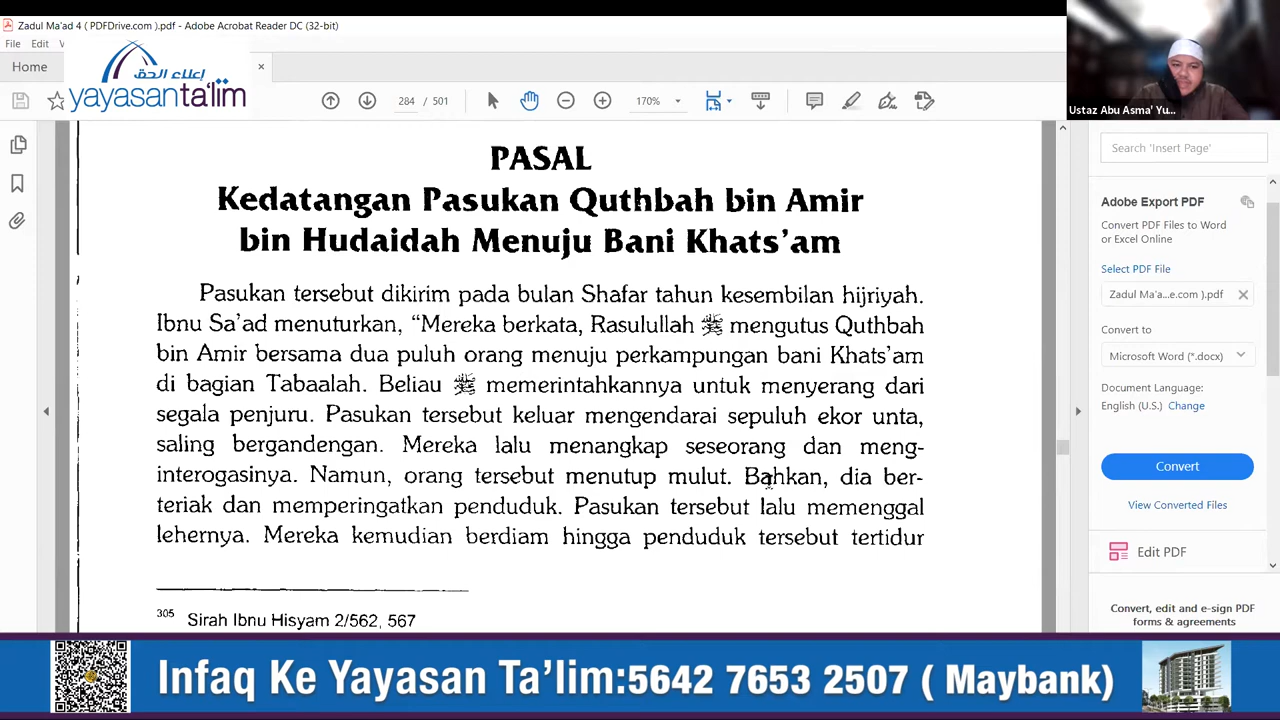 Zadul Ma'ad 4 ( PDFDrive.com ).pdf - Adobe Acrobat Reader DC (32-bit)
File Edit
Home
إعلاء الحق
yayasanta'lim
284 / 501
170%
Ustaz Abu Asma' Yu...
PASAL
Kedatangan Pasukan Quthbah bin Amir
bin Hudaidah Menuju Bani Khats'am
Pasukan tersebut dikirim pada bulan Shafar tahun kesembilan hijriyah.
Ibnu Sa'ad menuturkan, "Mereka berkata, Rasulullah ﷺ mengutus Quthbah
bin Amir bersama dua puluh orang menuju perkampungan bani Khats'am
di bagian Tabaalah. Beliau ﷺ memerintahkannya untuk menyerang dari
segala penjuru. Pasukan tersebut keluar mengendarai sepuluh ekor unta,
saling bergandengan. Mereka lalu menangkap seseorang dan meng-
interogasinya. Namun, orang tersebut menutup mulut. Bahkan, dia ber-
teriak dan memperingatkan penduduk. Pasukan tersebut lalu memenggal
lehernya. Mereka kemudian berdiam hingga penduduk tersebut tertidur
305 Sirah Ibnu Hisyam 2/562, 567
Search 'Insert Page'
Adobe Export PDF
Convert PDF Files to Word
or Excel Online
Select PDF File
Zadul Ma'a...e.com ).pdf
Convert to
Microsoft Word (*.docx)
Document Language:
English (U.S.) Change
Convert
View Converted Files
Edit PDF
Convert, edit and e-sign PDF
forms & agreements
Infaq Ke Yayasan Ta'lim:5642 7653 2507 ( Maybank)